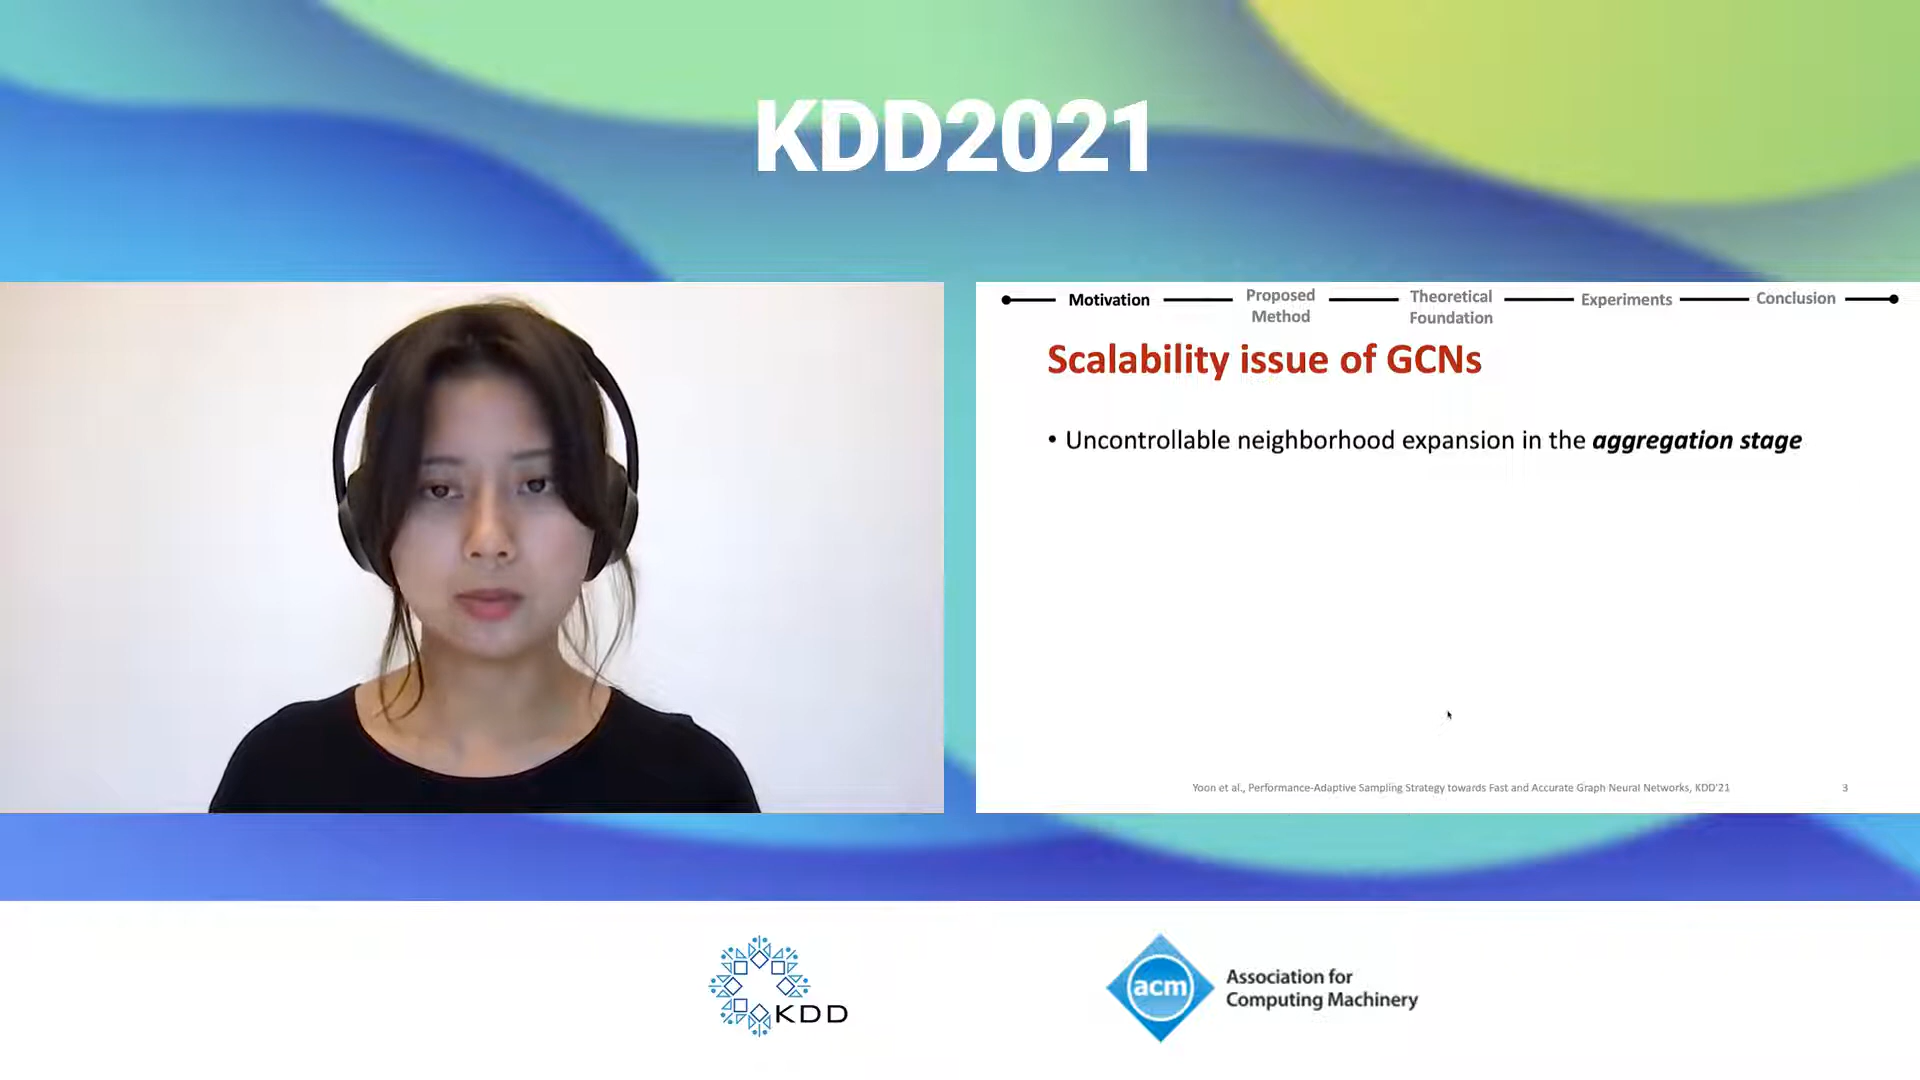 KDD2021
Motivation
Proposed
Method
Theoretical
Foundation
Experiments
Conclusion
Scalability issue of GCNs
• Uncontrollable neighborhood expansion in the aggregation stage
Yoon et al., Performance-Adaptive Sampling Strategy towards Fast and Accurate Graph Neural Networks, KDD'21
3
KDD
acm
Association for
Computing Machinery